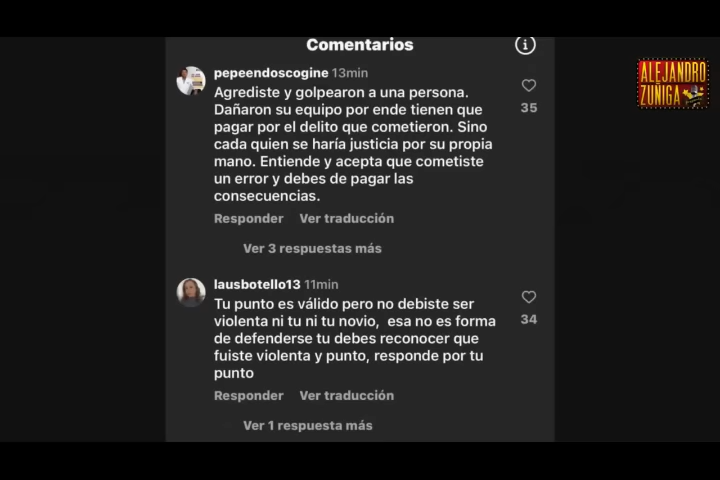 Comentarios
ALEJANDRO
ZUÑIGA
pepeendoscogine 13min
Agrediste y golpearon a una persona.
Dañaron su equipo por ende tienen que
pagar por el delito que cometieron. Sino
cada quien se haría justicia por su propia
mano. Entiende y acepta que cometiste
un error y debes de pagar las
consecuencias.
35
Responder Ver traducción
Ver 3 respuestas más
lausbotello13 11min
Tu punto es válido pero no debiste ser
violenta ni tu ni tu novio, esa no es forma
de defenderse tu debes reconocer que
fuiste violenta y punto, responde por tu
punto
34
Responder Ver traducción
Ver 1 respuesta más